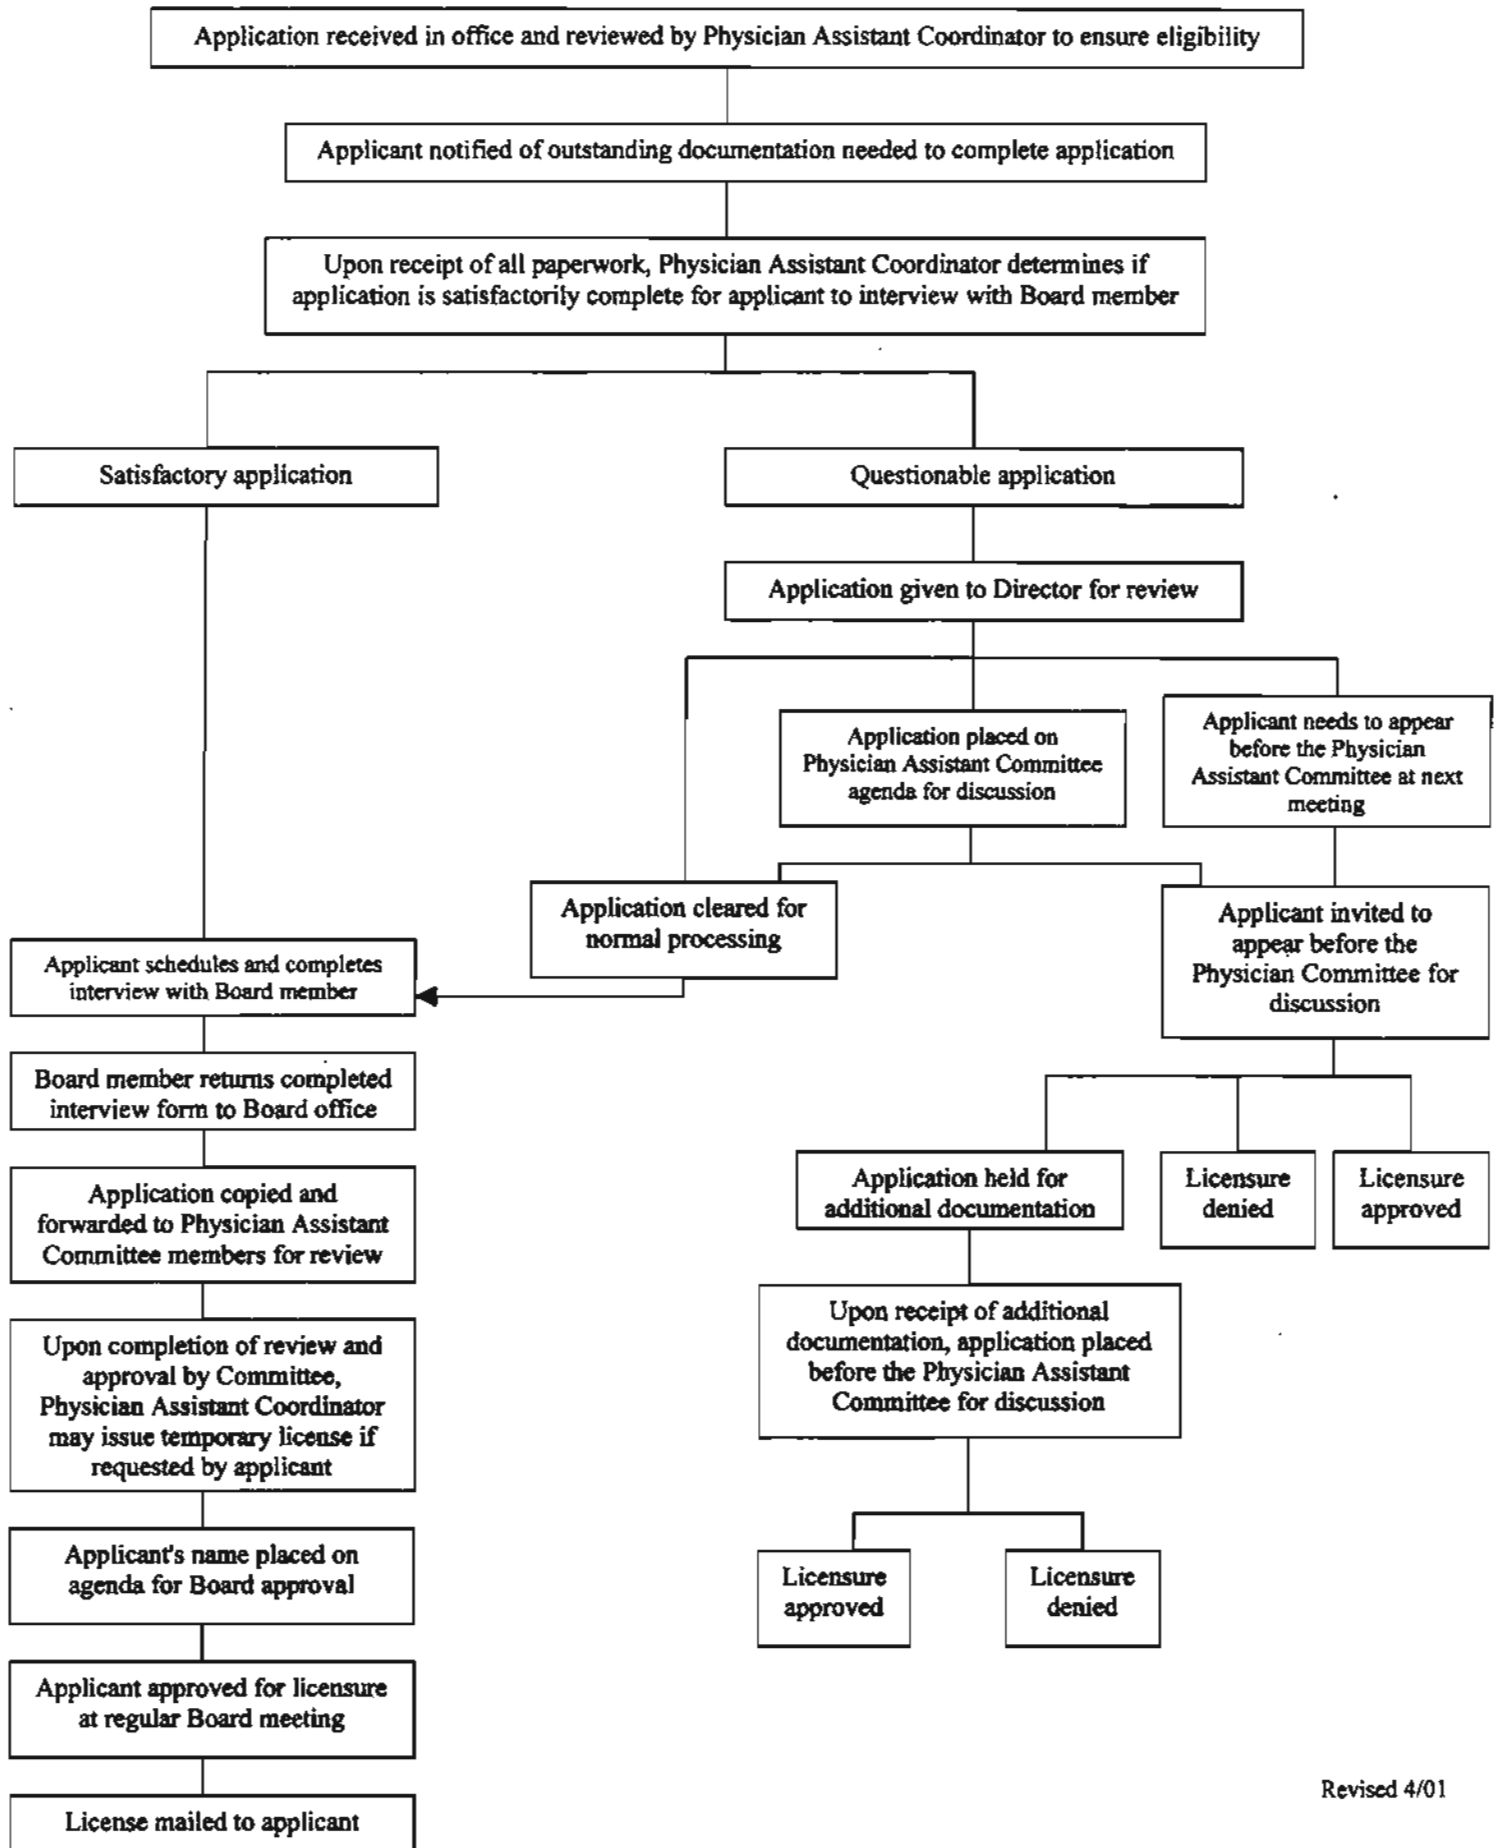 Application received in office and reviewed by Physician Assistant Coordinator to ensure eligibility
Applicant notified of outstanding documentation needed to complete application
Upon receipt of all paperwork, Physician Assistant Coordinator determines if
application is satisfactorily complete for applicant to interview with Board member
Satisfactory application
Questionable application
Application given to Director for review
Application placed on
Physician Assistant Committee
agenda for discussion
Applicant needs to appear
before the Physician
Assistant Committee at next
meeting
Application cleared for
normal processing
Applicant invited to
appear before the
Physician Committee for
discussion
Applicant schedules and completes
interview with Board member
Board member returns completed
interview form to Board office
Application copied and
forwarded to Physician Assistant
Committee members for review
Upon completion of review and
approval by Committee,
Physician Assistant Coordinator
may issue temporary license if
requested by applicant
Applicant's name placed on
agenda for Board approval
Applicant approved for licensure
at regular Board meeting
License mailed to applicant
Application held for
additional documentation
Licensure
denied
Licensure
approved
Upon receipt of additional
documentation, application placed
before the Physician Assistant
Committee for discussion
Licensure
approved
Licensure
denied
Revised 4/01